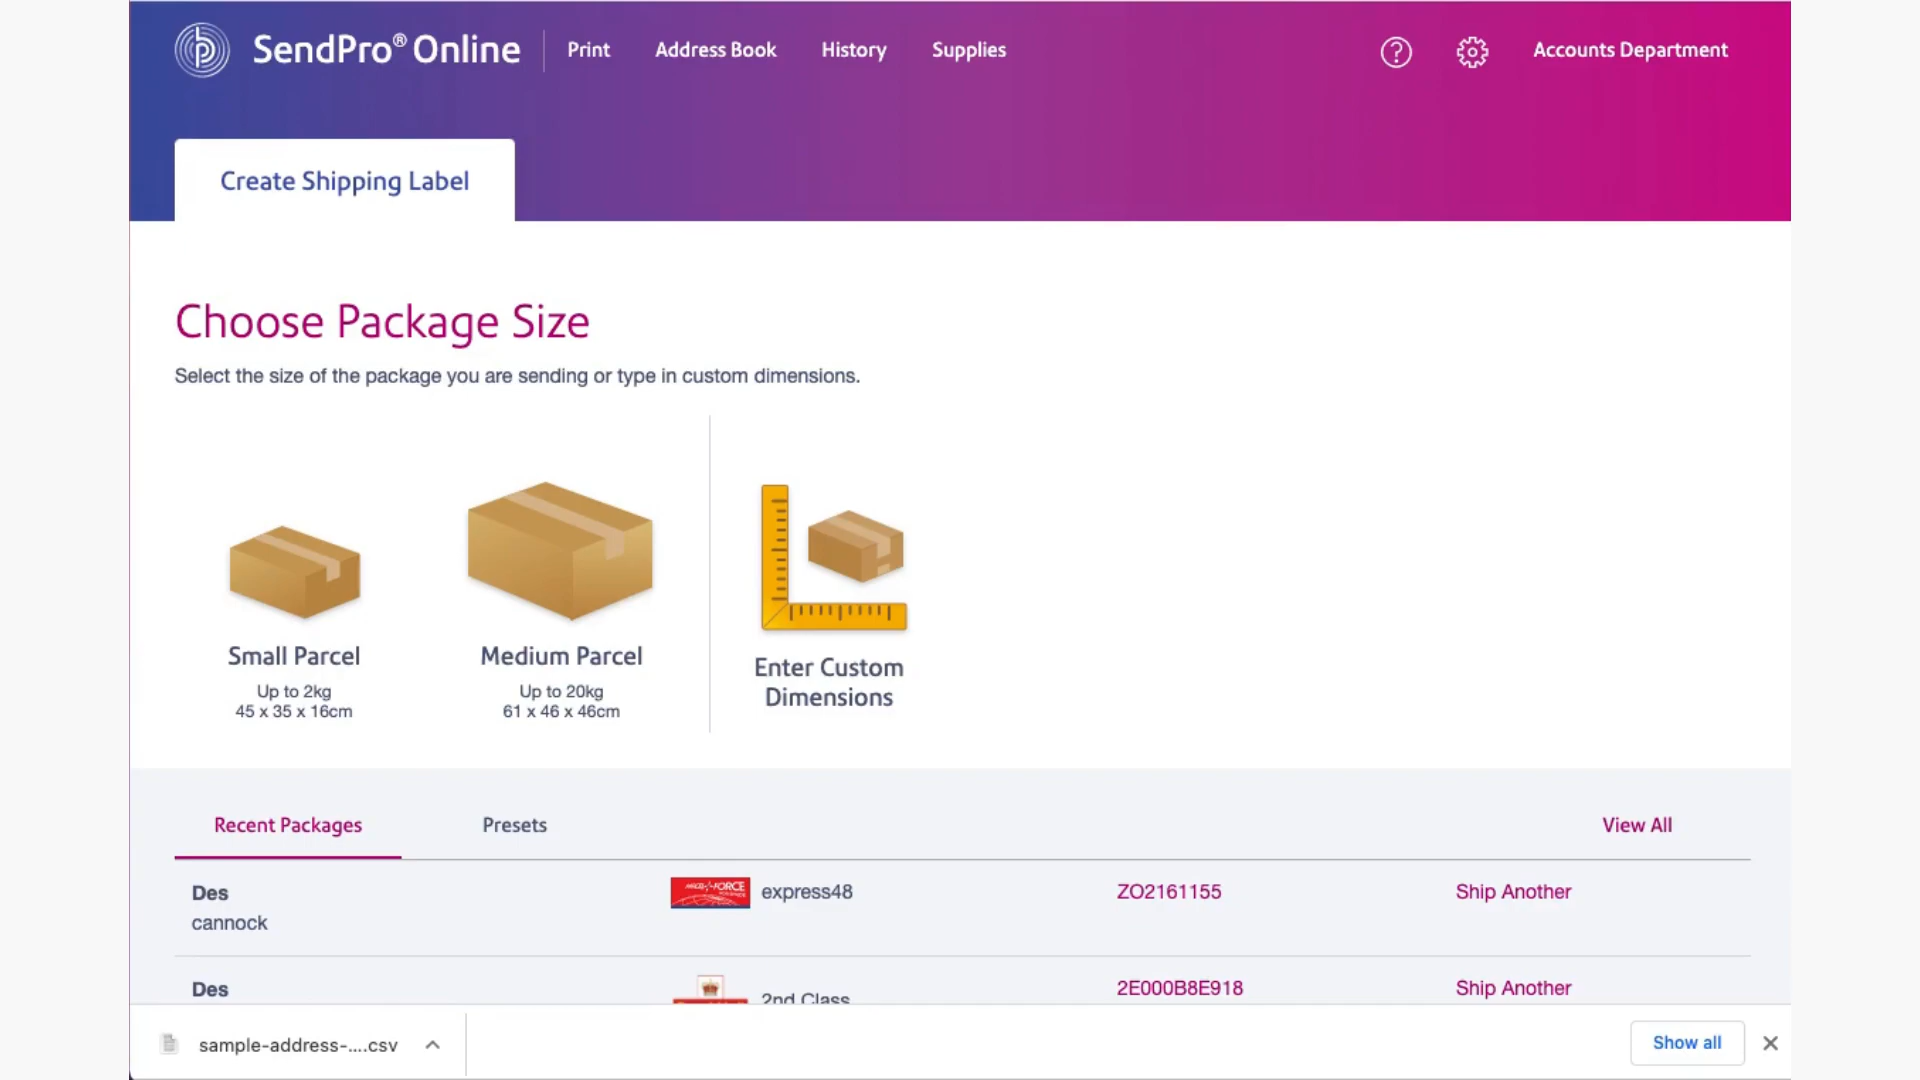 SendPro® Online
Print
Address Book
History
Supplies
Accounts Department
Create Shipping Label
Choose Package Size
Select the size of the package you are sending or type in custom dimensions.
Small Parcel
Up to 2kg
45 x 35 x 16cm
Medium Parcel
Up to 20kg
61 x 46 x 46cm
Enter Custom
Dimensions
Recent Packages
Presets
View All
Des
cannock
express48
ZO2161155
Ship Another
Des
2nd Class
2E000B8E918
Ship Another
sample-address-....csv
Show all